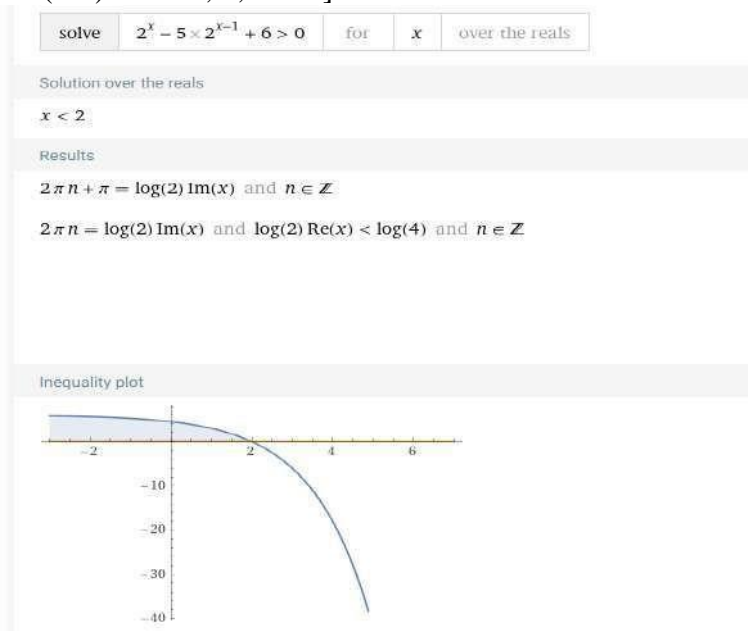 solve 2^x − 5 × 2^(x−1) + 6 > 0 for x over the reals
Solution over the reals
x < 2
Results
2 π n + π = log(2) Im(x) and n ∈ ℤ
2 π n = log(2) Im(x) and log(2) Re(x) < log(4) and n ∈ ℤ
Inequality plot
−2 2 4 6
−10
−20
−30
−40